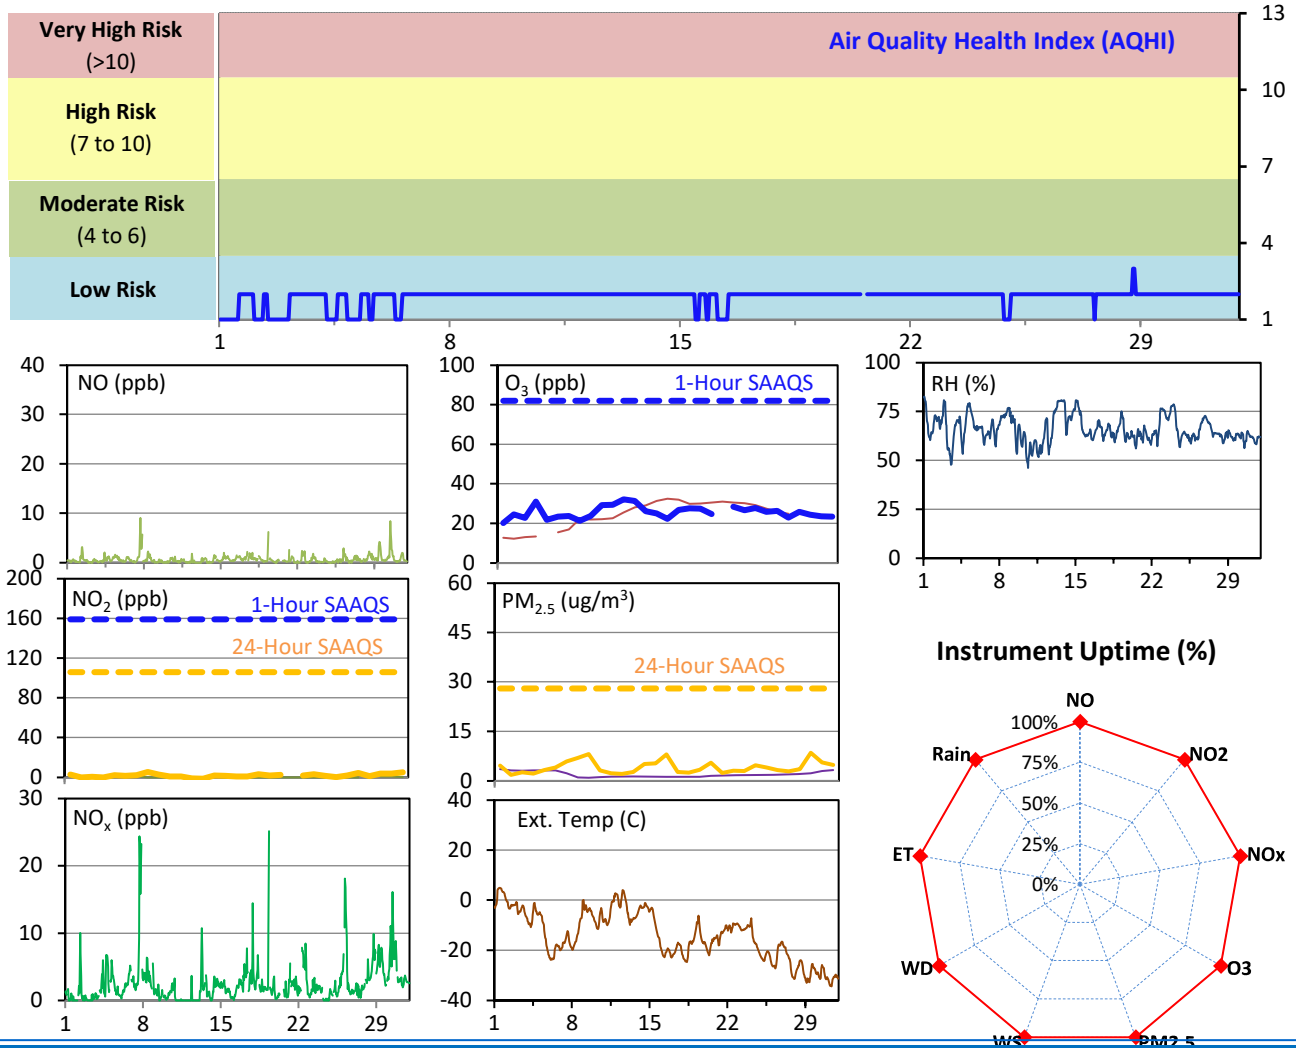 Very High Risk
(>10)
High Risk
(7 to 10)
Moderate Risk
(4 to 6)
Low Risk
Air Quality Health Index (AQHI)
13
10
7
4
1
1 8 15 22 29
NO (ppb)
40
30
20
10
0
O3 (ppb)
1-Hour SAAQS
100
80
60
40
20
0
RH (%)
100
75
50
25
0
1 8 15 22 29
NO2 (ppb)
1-Hour SAAQS
24-Hour SAAQS
200
160
120
80
40
0
PM2.5 (ug/m3)
24-Hour SAAQS
60
45
30
15
0
NOx (ppb)
30
20
10
0
1 8 15 22 29
Ext. Temp (C)
40
20
0
-20
-40
1 8 15 22 29
Instrument Uptime (%)
NO
100%
75%
50%
25%
0%
NO2
NOx
O3
PM2.5
WS
WD
ET
Rain